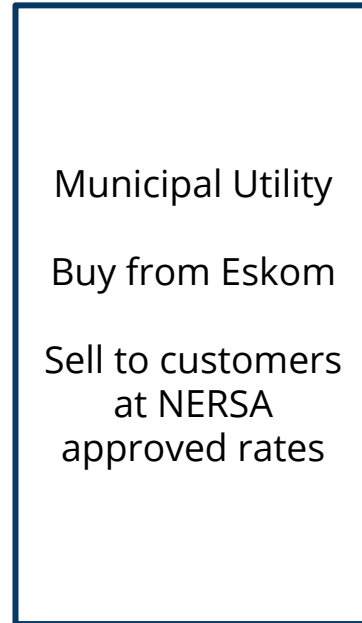 Municipal Utility
Buy from Eskom
Sell to customers
at NERSA
approved rates